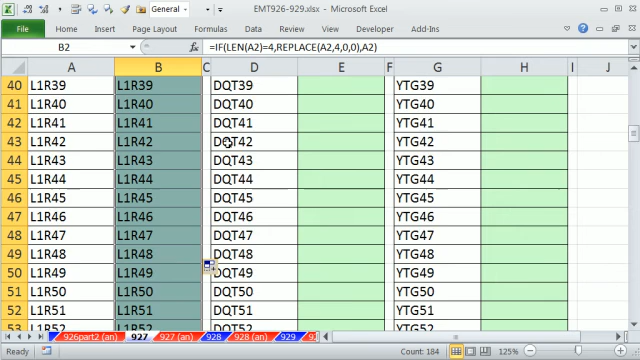 General
EMT926-929.xlsx - Microsoft Excel
File Home Insert Page Layout Formulas Data Review View Developer Add-Ins
B2 fx =IF(LEN(A2)=4,REPLACE(A2,4,0,0),A2)
A B C D E F G H I J
40 L1R39 L1R39 DQT39 YTG39
41 L1R40 L1R40 DQT40 YTG40
42 L1R41 L1R41 DQT41 YTG41
43 L1R42 L1R42 DQT42 YTG42
44 L1R43 L1R43 DQT43 YTG43
45 L1R44 L1R44 DQT44 YTG44
46 L1R45 L1R45 DQT45 YTG45
47 L1R46 L1R46 DQT46 YTG46
48 L1R47 L1R47 DQT47 YTG47
49 L1R48 L1R48 DQT48 YTG48
50 L1R49 L1R49 DQT49 YTG49
51 L1R50 L1R50 DQT50 YTG50
52 L1R51 L1R51 DQT51 YTG51
53 L1R52 L1R52 DQT52 YTG52
926part2 (an) 927 927 (an) 928 928 (an) 929 92
Ready Count: 184 125%